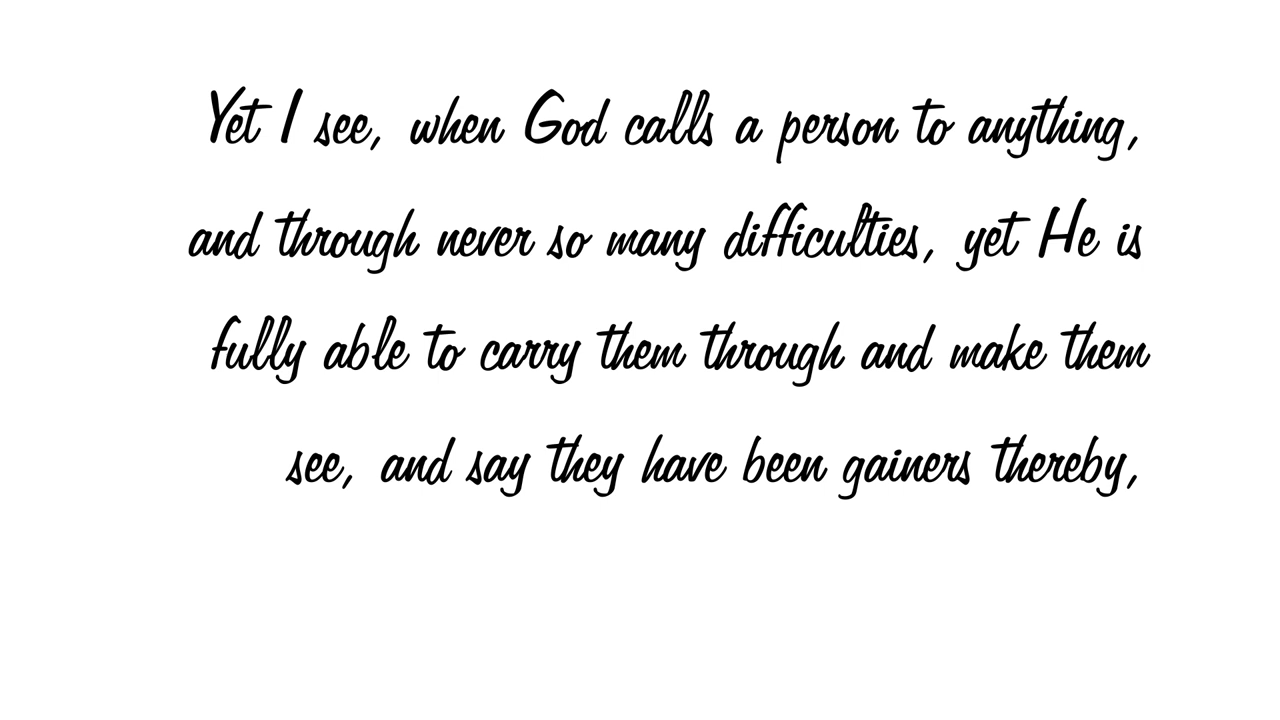 Yet I see, when God calls a person to anything,
and through never so many difficulties, yet He is
fully able to carry them through and make them
see, and say they have been gainers thereby,